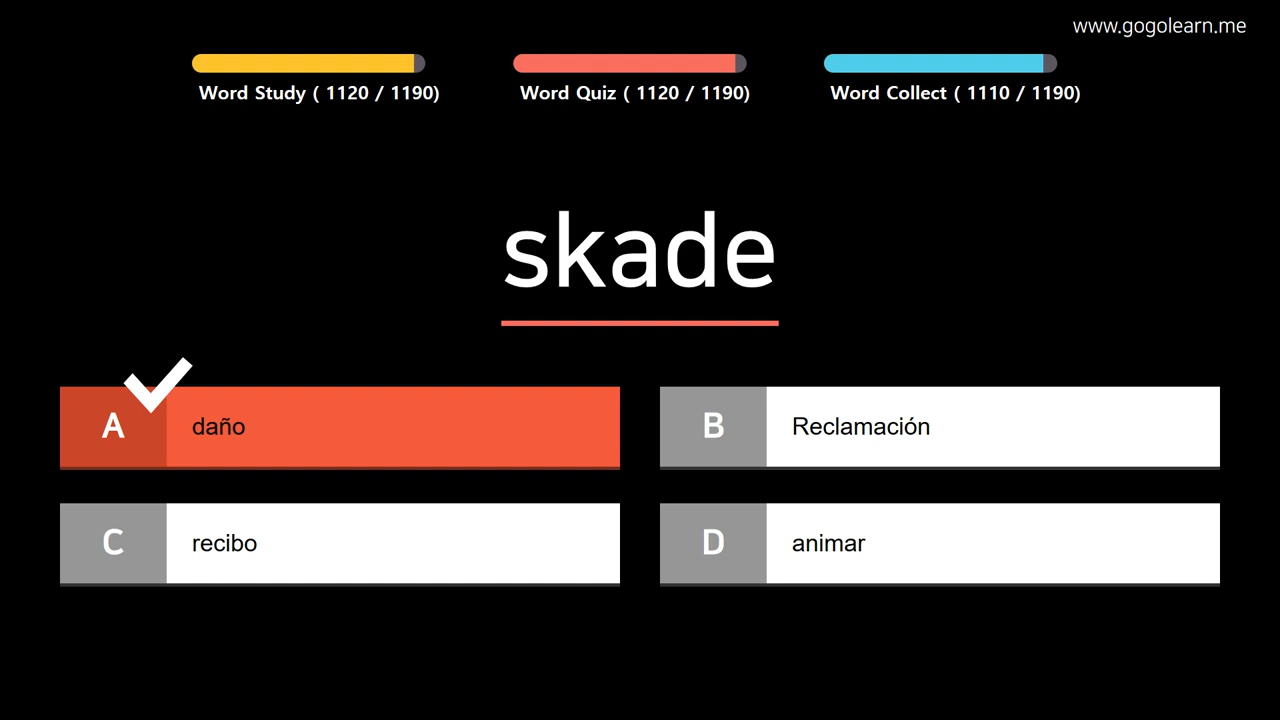 www.gogolearn.me
Word Study ( 1120 / 1190)
Word Quiz ( 1120 / 1190)
Word Collect ( 1110 / 1190)
skade
A daño
B Reclamación
C recibo
D animar